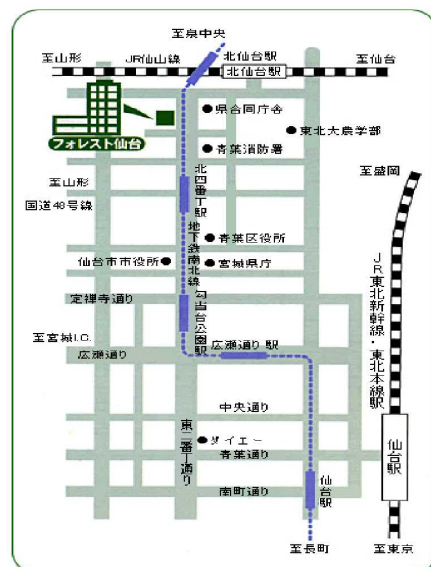 至泉中央
北仙台駅
至山形
JR仙山線
北仙台駅
至仙台
県合同庁舎
東北大農学部
フォレスト仙台
青葉消防署
至山形
北四番丁駅
至盛岡
国道48号線
地下鉄南北線
青葉区役所
仙台市市役所
宮城県庁
JR東北新幹線・東北本線駅
定禅寺通り
勾当台公園駅
至宮城I.C.
広瀬通り
広瀬通り駅
中央通り
東二番丁通り
ダイエー
青葉通り
仙台駅
仙台駅
南町通り
至長町
至東京